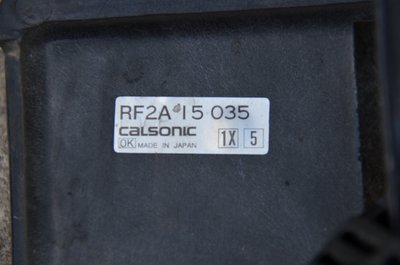 RF2A 15 035
calsonic
OK MADE IN JAPAN 1X 5